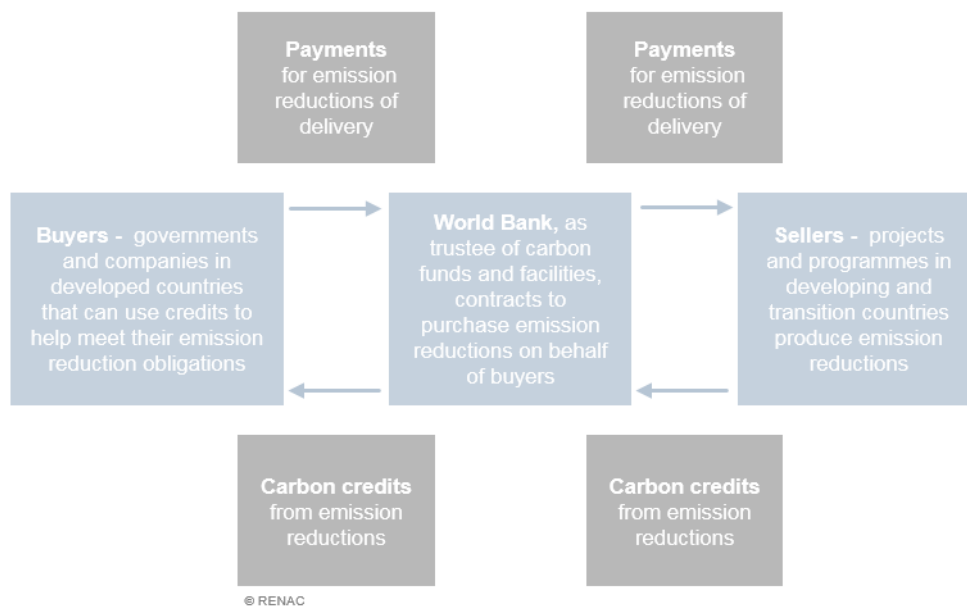 Payments
for emission
reductions of
delivery
Payments
for emission
reductions of
delivery
Buyers - governments
and companies in
developed countries
that can use credits to
help meet their emission
reduction obligations
World Bank, as
trustee of carbon
funds and facilities,
contracts to
purchase emission
reductions on behalf
of buyers
Sellers - projects
and programmes in
developing and
transition countries
produce emission
reductions
Carbon credits
from emission
reductions
Carbon credits
from emission
reductions
© RENAC